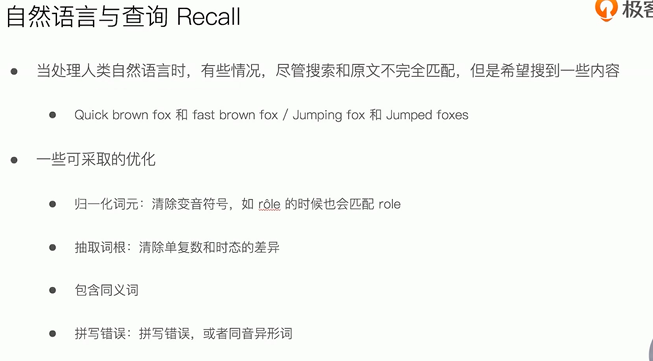 自然语言与查询 Recall
极客
当处理人类自然语言时，有些情况，尽管搜索和原文不完全匹配，但是希望搜到一些内容
Quick brown fox 和 fast brown fox / Jumping fox 和 Jumped foxes
一些可采取的优化
归一化词元：清除变音符号，如 rôle 的时候也会匹配 role
抽取词根：清除单复数和时态的差异
包含同义词
拼写错误：拼写错误，或者同音异形词